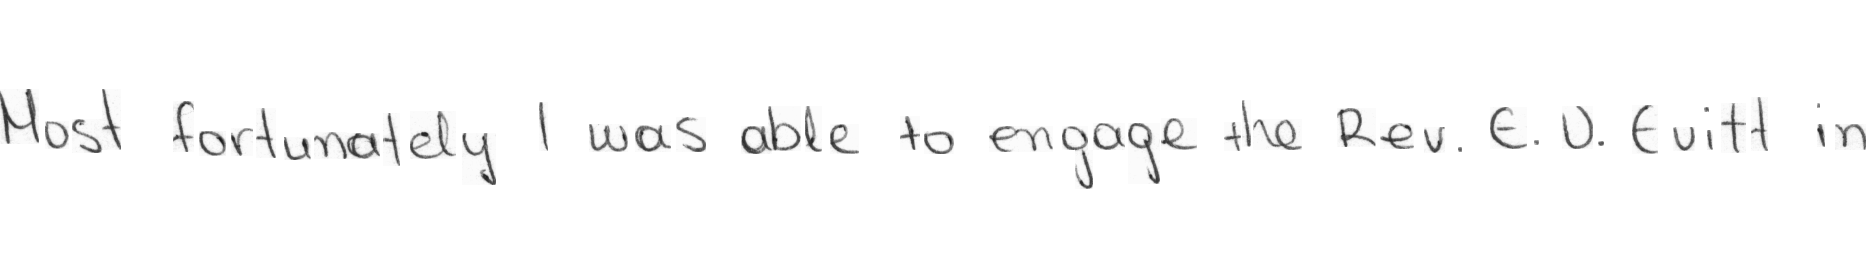 Most fortunately I was able to engage the Rev. E. V. Evitt in